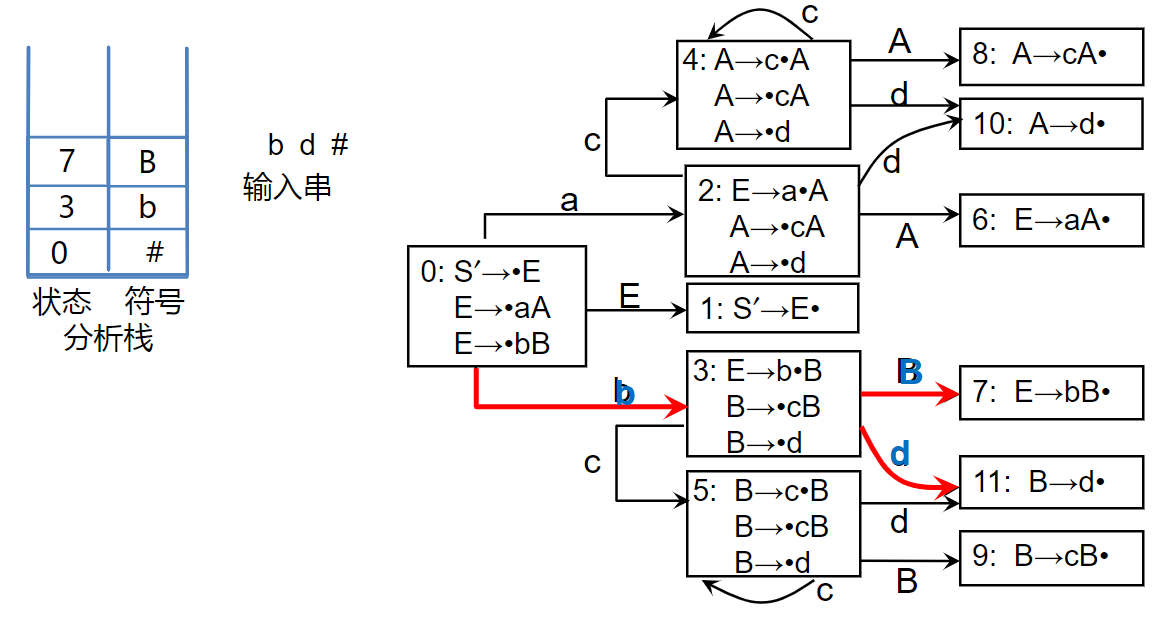 7 B
3 b
0 #
状态 符号
分析栈
b d #
输入串
0: S′→•E
E→•aA
E→•bB
a
E
b
c
c
2: E→a•A
A→•cA
A→•d
1: S′→E•
3: E→b•B
B→•cB
B→•d
4: A→c•A
A→•cA
A→•d
c
5: B→c•B
B→•cB
B→•d
c
A
d
d
A
B
d
d
B
8: A→cA•
10: A→d•
6: E→aA•
7: E→bB•
11: B→d•
9: B→cB•